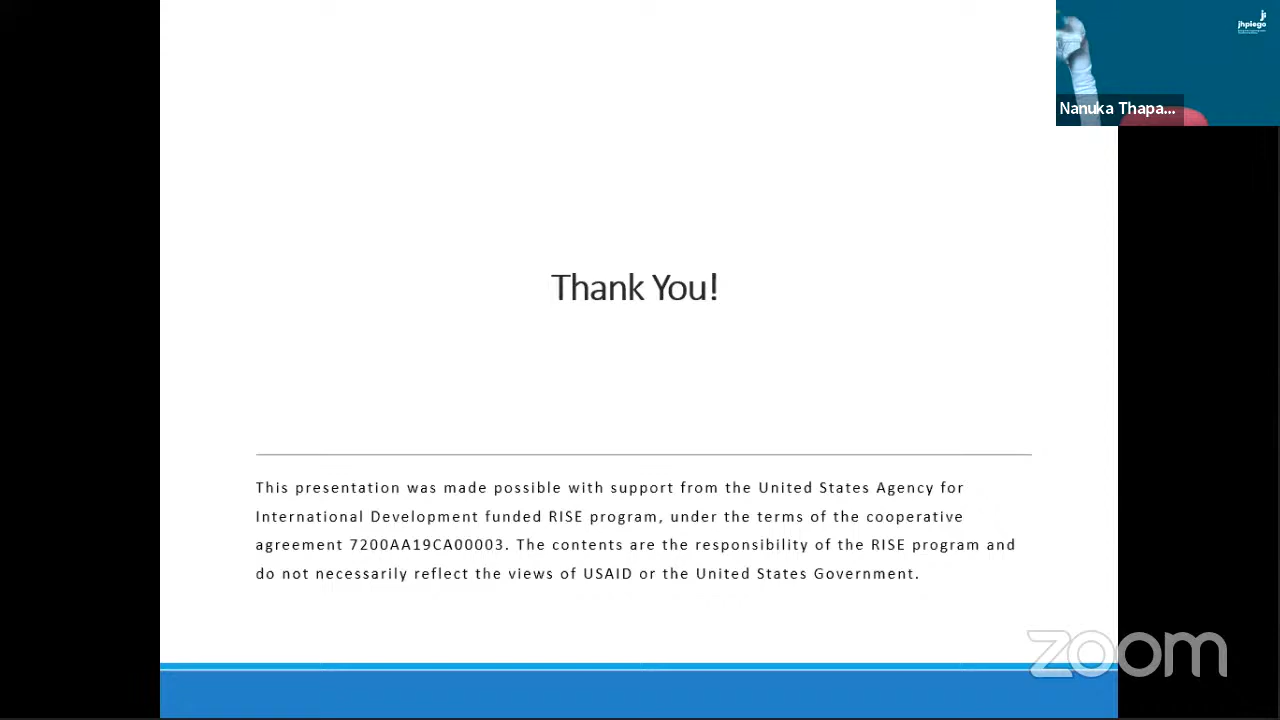 jhpiego
Nanuka Thapa...
Thank You!
This presentation was made possible with support from the United States Agency for
International Development funded RISE program, under the terms of the cooperative
agreement 7200AA19CA00003. The contents are the responsibility of the RISE program and
do not necessarily reflect the views of USAID or the United States Government.
zoom